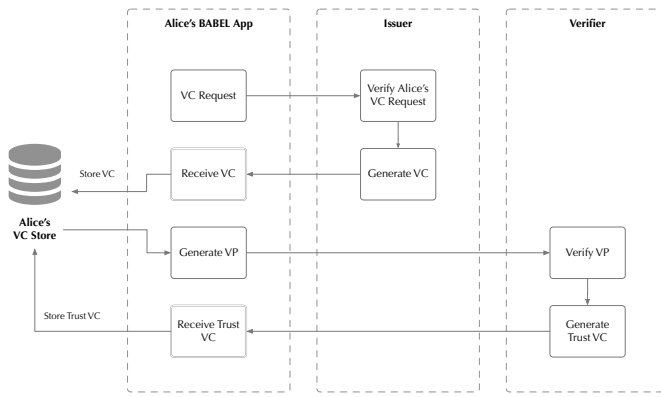 Alice's BABEL App
Issuer
Verifier
VC Request
Verify Alice's
VC Request
Store VC
Receive VC
Generate VC
Alice's
VC Store
Generate VP
Verify VP
Store Trust VC
Receive Trust
VC
Generate
Trust VC